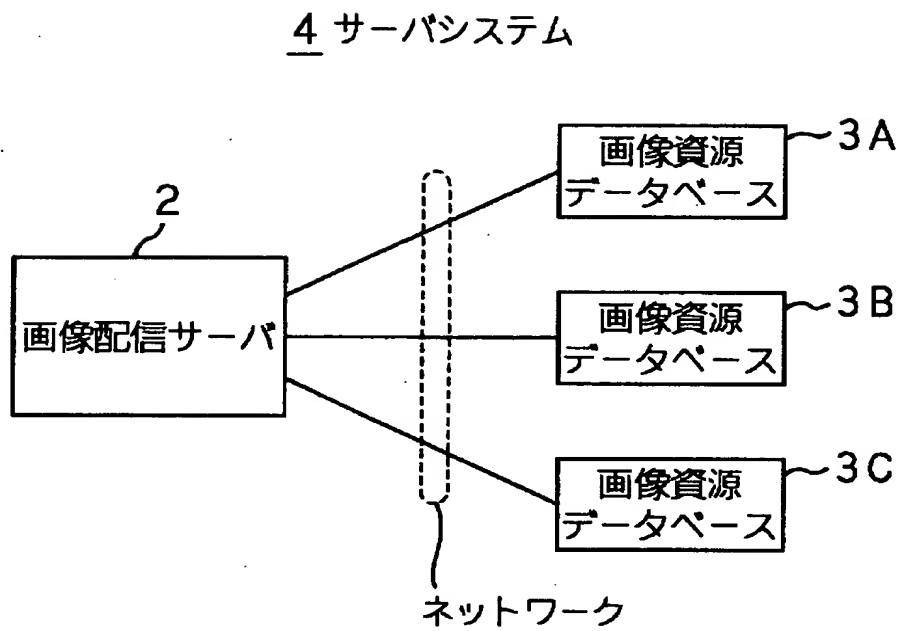 4 サーバシステム
2
画像配信サーバ
画像資源
データベース
3A
画像資源
データベース
3B
画像資源
データベース
3C
ネットワーク